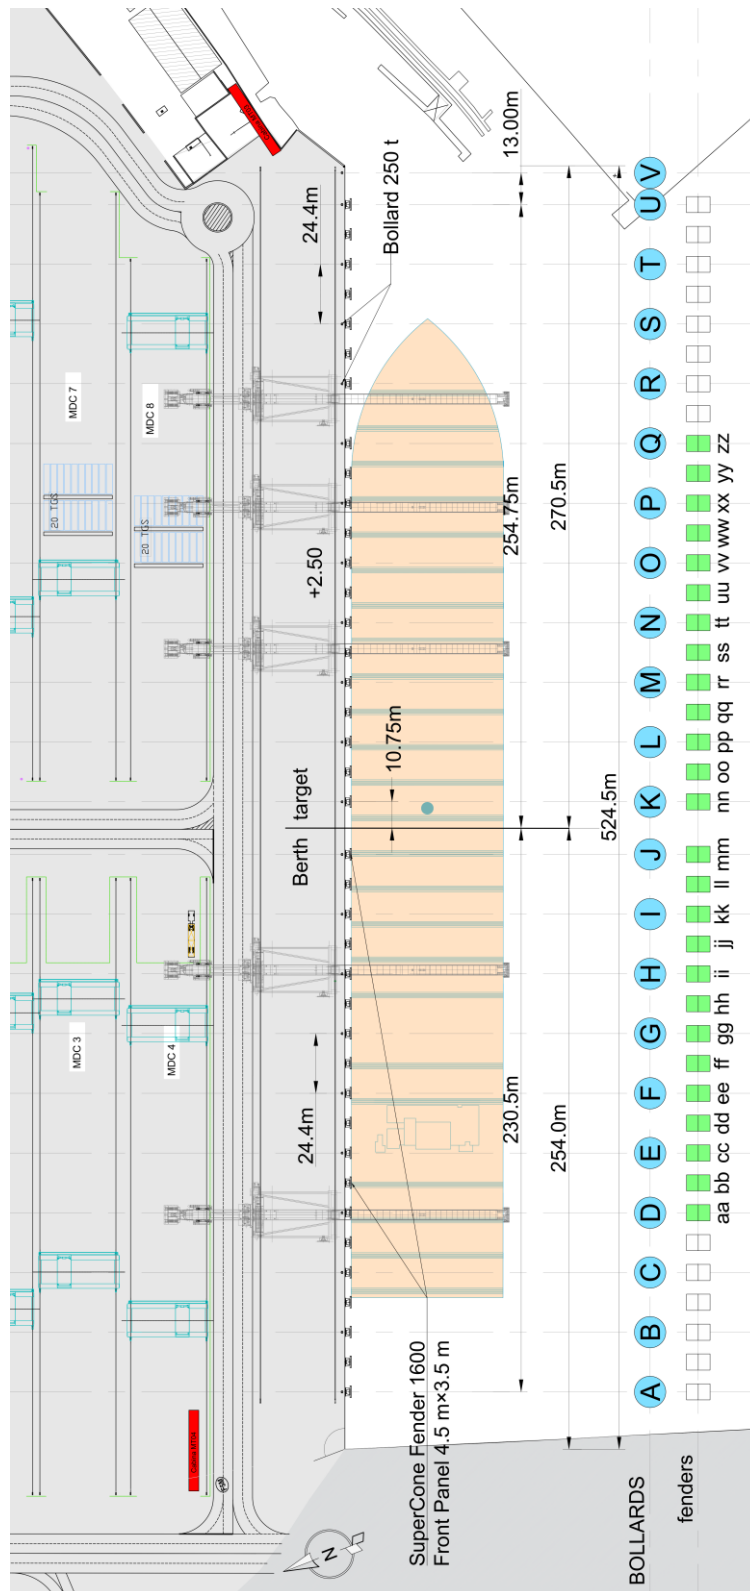 13.00m
24.4m
Bollard 250 t
MDC 7
MDC 8
20 TGS
20 TGS
+2.50
254.75m
270.5m
10.75m
Berth target
524.5m
MDC 3
MDC 4
24.4m
230.5m
254.0m
SuperCone Fender 1600
Front Panel 4.5 m×3.5 m
N
BOLLARDS
A B C D E F G H I J K L M N O P Q R S T U V
fenders
aa bb cc dd ee ff gg hh ii jj kk ll mm nn oo pp qq rr ss tt uu vv ww xx yy zz